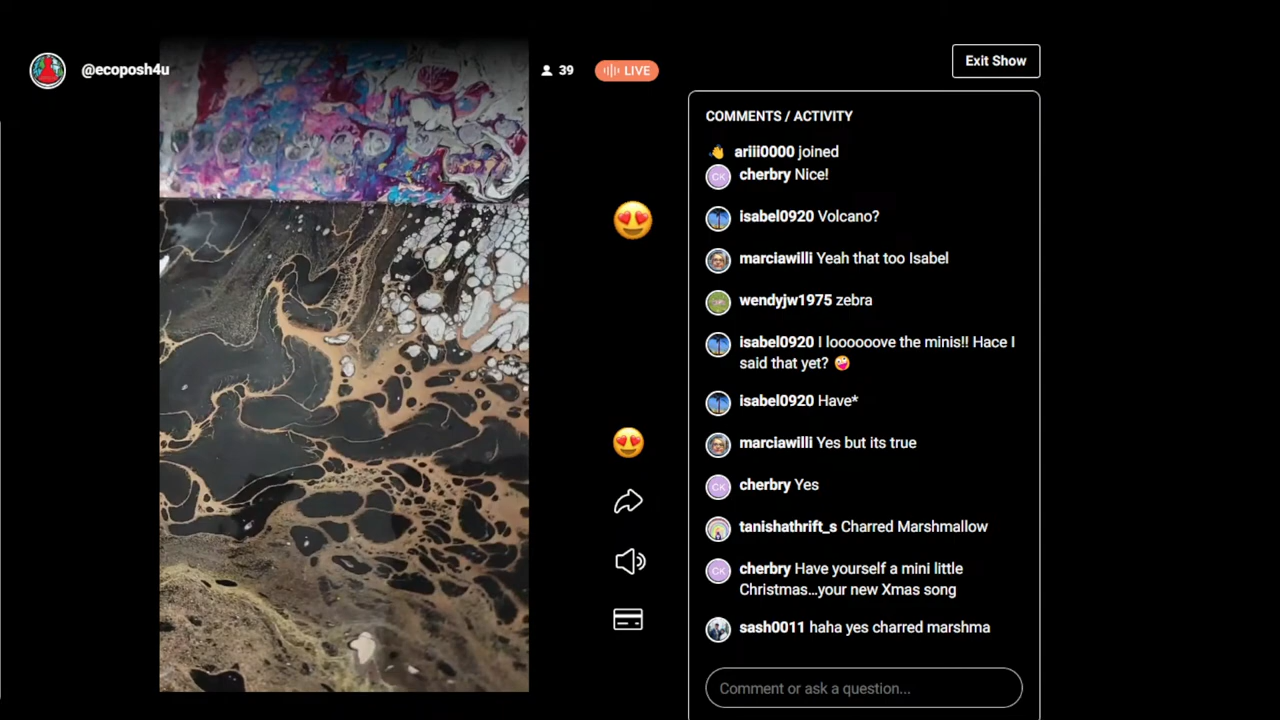 @ecoposh4u
39
LIVE
Exit Show
COMMENTS / ACTIVITY
ariii0000 joined
CK
cherbry Nice!
isabel0920 Volcano?
marciawilli Yeah that too Isabel
wendyjw1975 zebra
isabel0920 I loooooove the minis!! Hace I
said that yet? 🤪
isabel0920 Have*
marciawilli Yes but its true
CK
cherbry Yes
tanishathrift_s Charred Marshmallow
CK
cherbry Have yourself a mini little
Christmas...your new Xmas song
sash0011 haha yes charred marshma
Comment or ask a question...